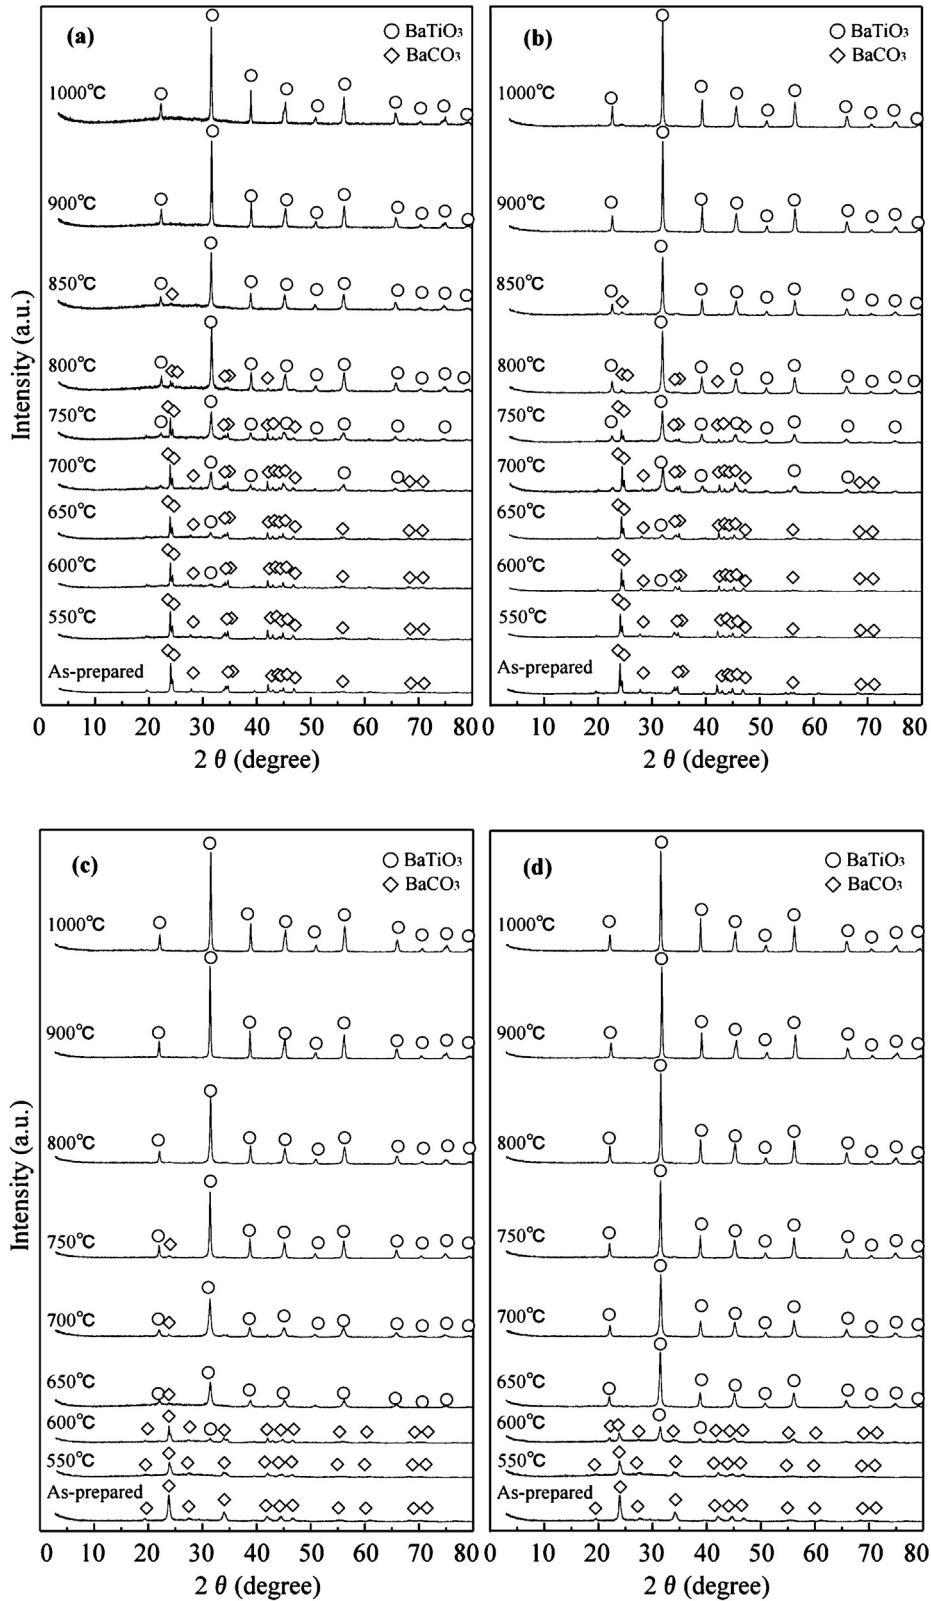 (a)
BaTiO₃
BaCO₃
1000℃
900℃
850℃
800℃
750℃
700℃
650℃
600℃
550℃
As-prepared
Intensity (a.u.)
0 10 20 30 40 50 60 70 80
2 θ (degree)
(b)
BaTiO₃
BaCO₃
1000℃
900℃
850℃
800℃
750℃
700℃
650℃
600℃
550℃
As-prepared
0 10 20 30 40 50 60 70 80
2 θ (degree)
(c)
BaTiO₃
BaCO₃
1000℃
900℃
800℃
750℃
700℃
650℃
600℃
550℃
As-prepared
Intensity (a.u.)
0 10 20 30 40 50 60 70 80
2 θ (degree)
(d)
BaTiO₃
BaCO₃
1000℃
900℃
800℃
750℃
700℃
650℃
600℃
550℃
As-prepared
0 10 20 30 40 50 60 70 80
2 θ (degree)